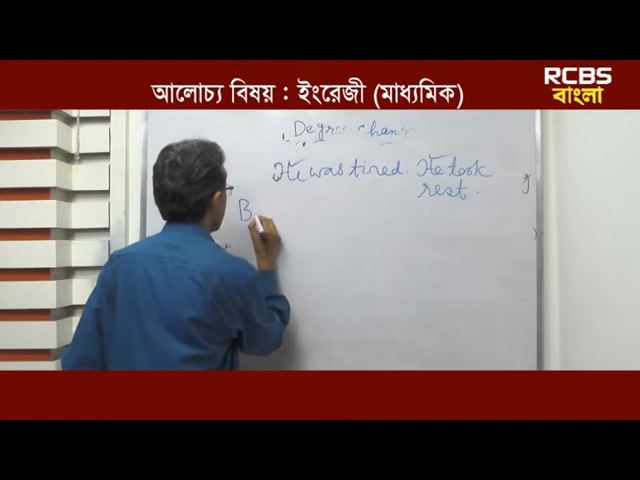 আলোচ্য বিষয় : ইংরেজী (মাধ্যমিক)
RCBS
বাংলা
Degree change
He was tired. He took
rest.
B